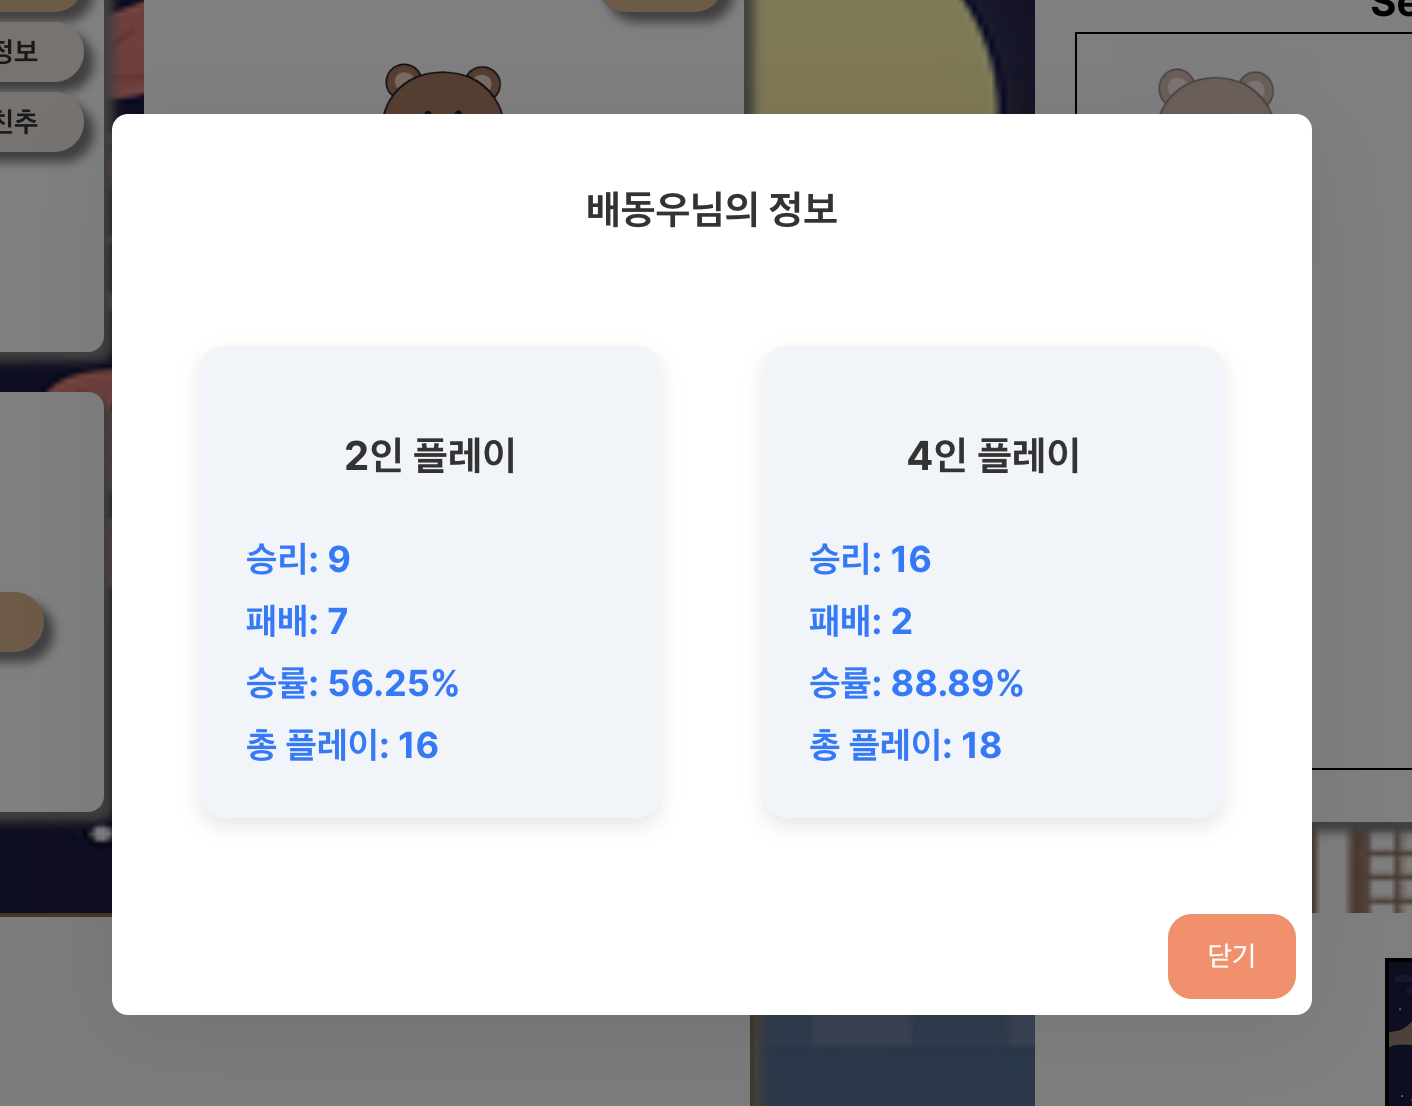 정보
친추
배동우님의 정보
2인 플레이
승리: 9
패배: 7
승률: 56.25%
총 플레이: 16
4인 플레이
승리: 16
패배: 2
승률: 88.89%
총 플레이: 18
닫기